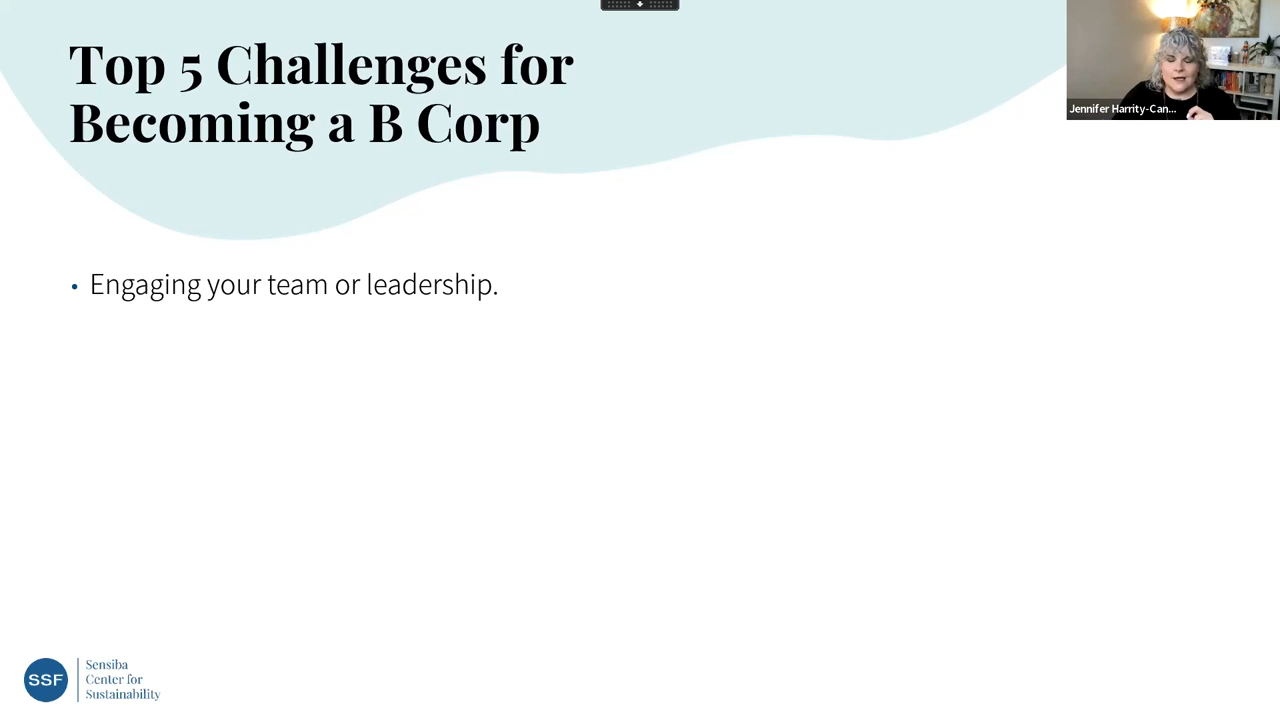 Top 5 Challenges for
Becoming a B Corp
Jennifer Harrity-Can...
• Engaging your team or leadership.
SSF
Sensiba
Center for
Sustainability